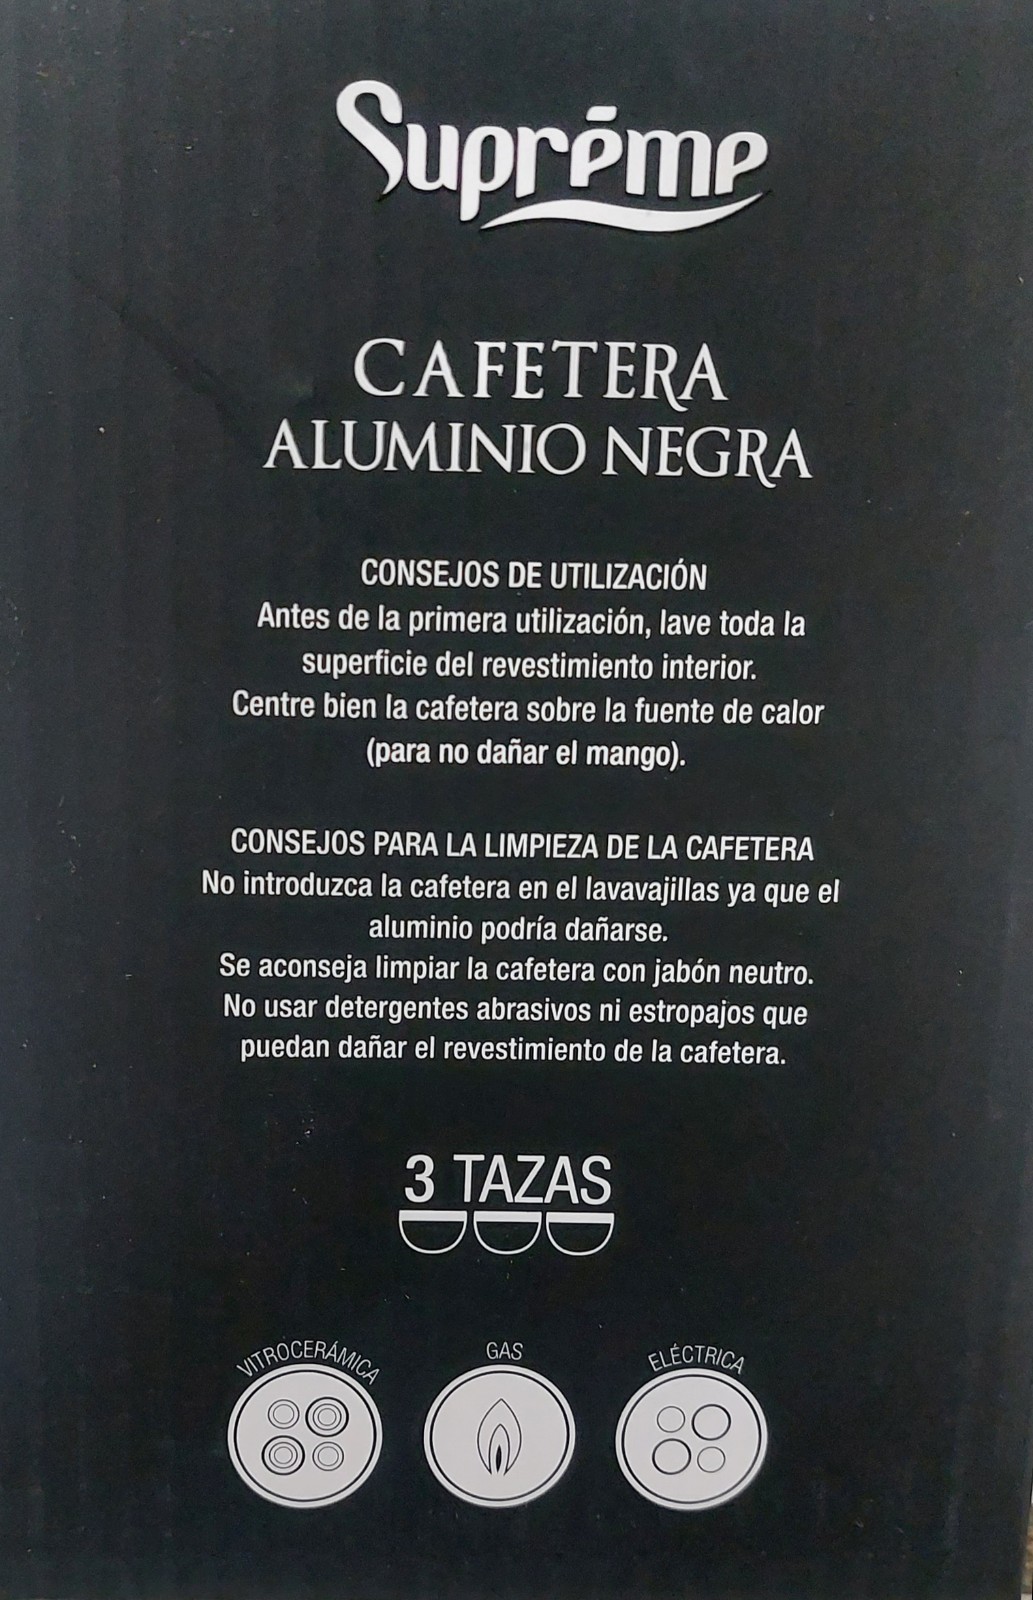 Suprême
CAFETERA
ALUMINIO NEGRA
CONSEJOS DE UTILIZACIÓN
Antes de la primera utilización, lave toda la
superficie del revestimiento interior.
Centre bien la cafetera sobre la fuente de calor
(para no dañar el mango).
CONSEJOS PARA LA LIMPIEZA DE LA CAFETERA
No introduzca la cafetera en el lavavajillas ya que el
aluminio podría dañarse.
Se aconseja limpiar la cafetera con jabón neutro.
No usar detergentes abrasivos ni estropajos que
puedan dañar el revestimiento de la cafetera.
3 TAZAS
VITROCERÁMICA
GAS
ELÉCTRICA